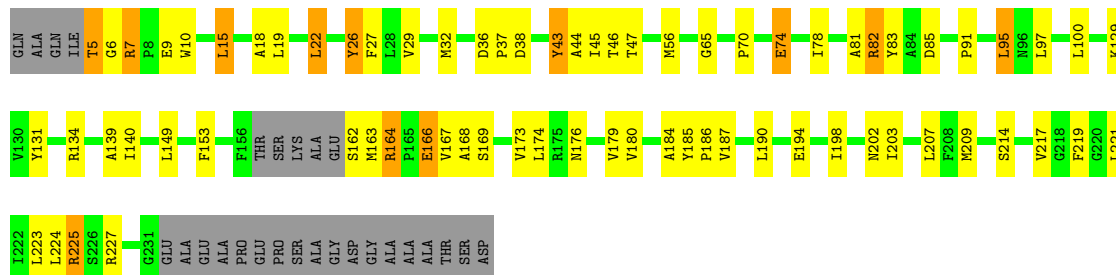 GLN ALA GLN ILE T5 G6 R7 P8 E9 W10 L15 A18 L19 L22 Y26 F27 L28 V29 M32 D36 P37 D38 Y43 A44 I45 T46 T47 M56 G65 P70 E74 I78 A81 R82 Y83 A84 D85 P91 L95 N96 L97 L100 K129
V130 Y131 R134 A139 I140 L149 F153 F156 THR SER LYS ALA GLU S162 M163 R164 P165 E166 V167 A168 S169 V173 L174 R175 N176 V179 V180 A184 Y185 P186 V187 L190 E194 I198 N202 I203 L207 F208 M209 S214 V217 G218 F219 G220 L221
I222 L223 L224 R225 S226 R227 G231 GLU ALA GLU ALA PRO GLU PRO SER ALA GLY ASP GLY ALA ALA ALA THR SER ASP